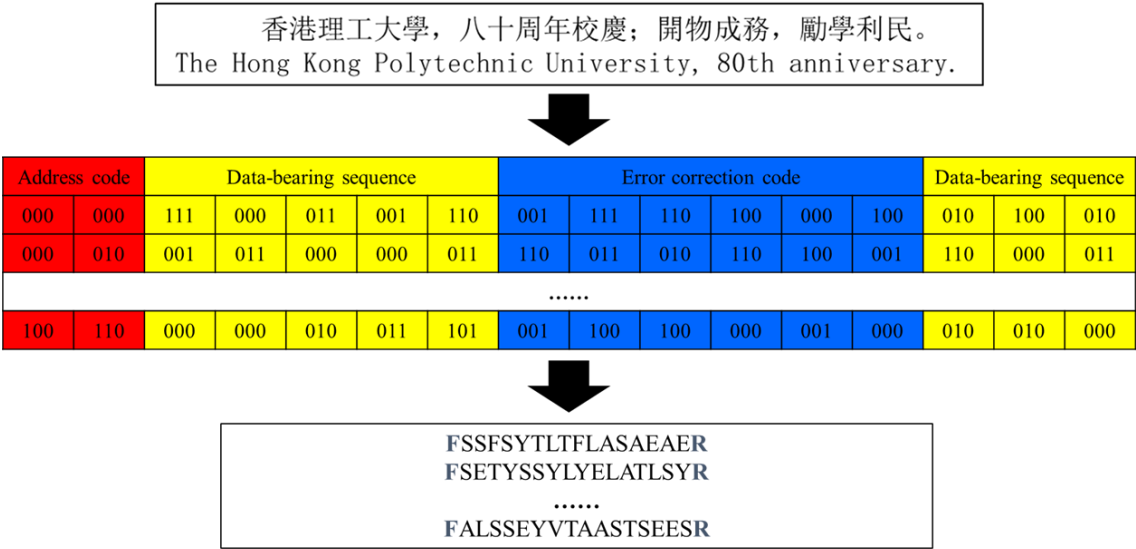 香港理工大學，八十周年校慶；開物成務，勵學利民。
The Hong Kong Polytechnic University, 80th anniversary.
Address code Data-bearing sequence Error correction code Data-bearing sequence
000 000 111 000 011 001 110 001 111 110 100 000 100 010 100 010
000 010 001 011 000 000 011 110 011 010 110 100 001 110 000 011
......
100 110 000 000 010 011 101 001 100 100 000 001 000 010 010 000
FSSFSYTLTFLASAEAER
FSETYSSYLYELATLSYR
......
FALSSEYVTAASTSEESR